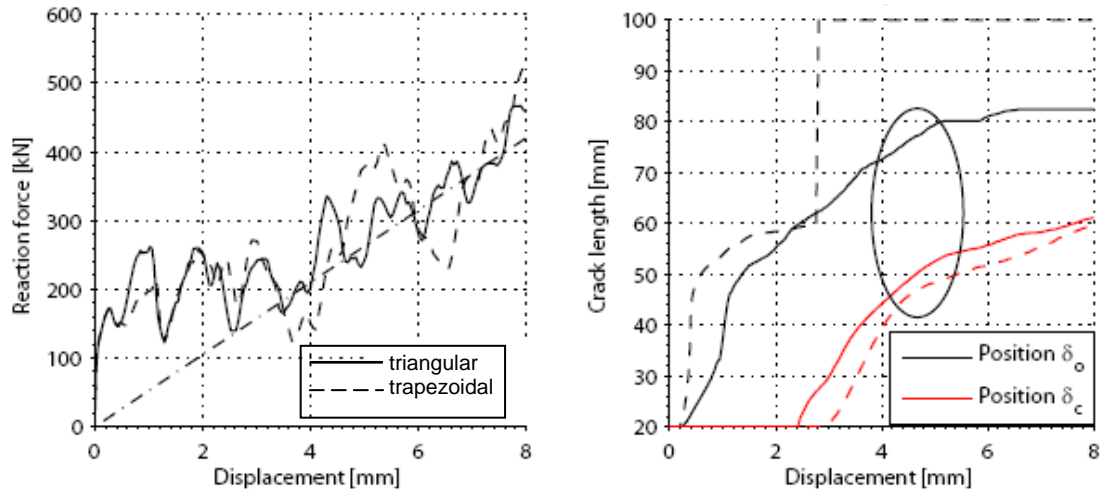 600
500
400
300
200
100
0
Reaction force [kN]
triangular
trapezoidal
0 2 4 6 8
Displacement [mm]
100
90
80
70
60
50
40
30
20
Crack length [mm]
Position δo
Position δc
0 2 4 6 8
Displacement [mm]